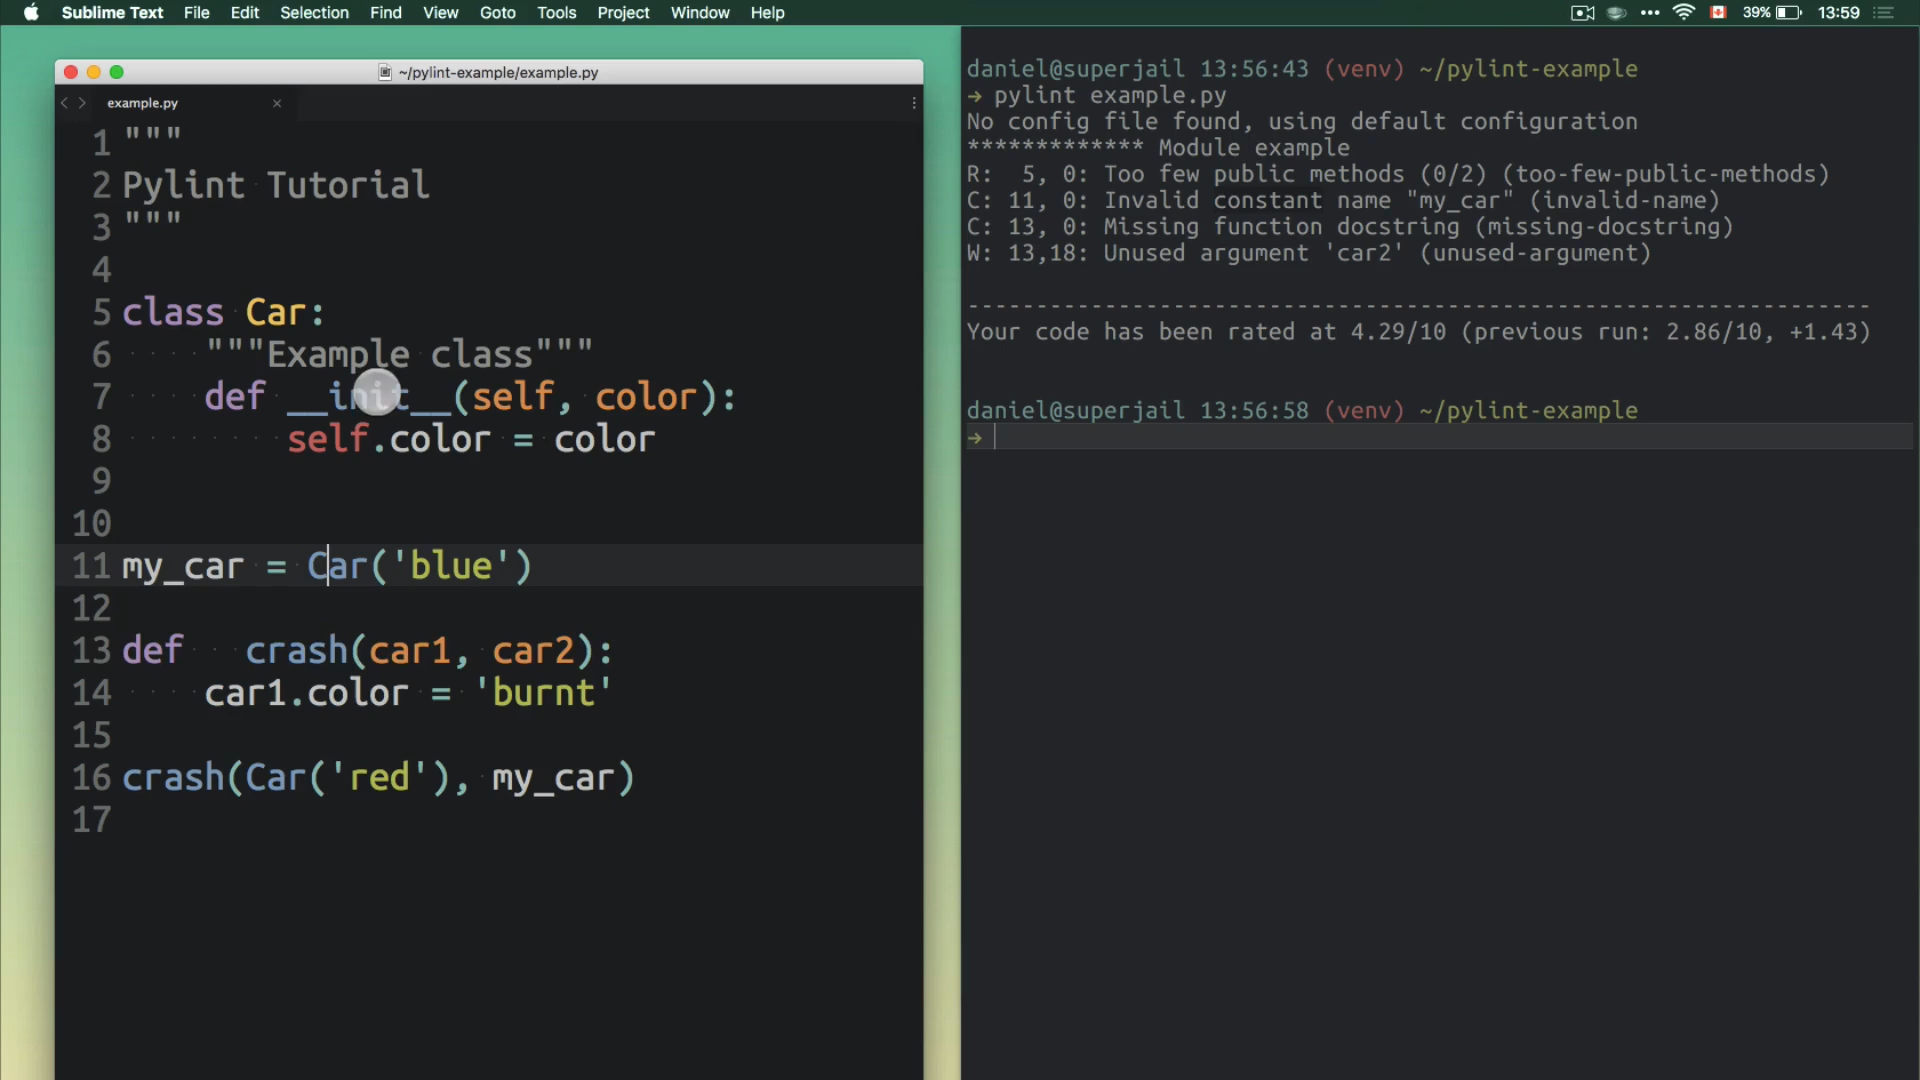 Sublime Text File Edit Selection Find View Goto Tools Project Window Help 39% 13:59
~/pylint-example/example.py
example.py
1 """
2 Pylint Tutorial
3 """
4
5 class Car:
6 """Example class"""
7 def __init__(self, color):
8 self.color = color
9
10
11 my_car = Car('blue')
12
13 def crash(car1, car2):
14 car1.color = 'burnt'
15
16 crash(Car('red'), my_car)
17
daniel@superjail 13:56:43 (venv) ~/pylint-example
→ pylint example.py
No config file found, using default configuration
************* Module example
R: 5, 0: Too few public methods (0/2) (too-few-public-methods)
C: 11, 0: Invalid constant name "my_car" (invalid-name)
C: 13, 0: Missing function docstring (missing-docstring)
W: 13,18: Unused argument 'car2' (unused-argument)
------------------------------------------------------------------
Your code has been rated at 4.29/10 (previous run: 2.86/10, +1.43)
daniel@superjail 13:56:58 (venv) ~/pylint-example
→